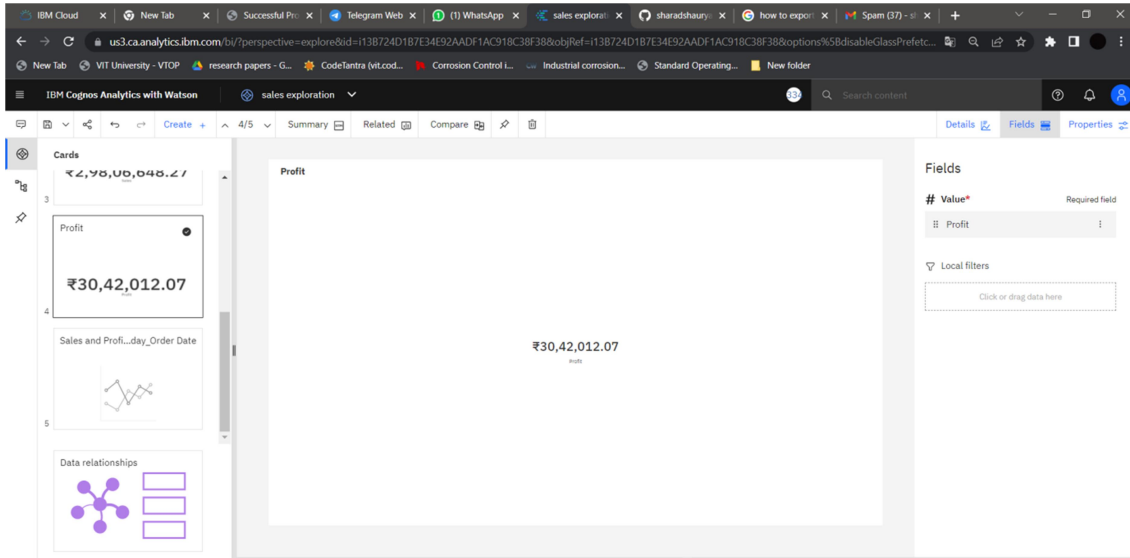 IBM Cloud
New Tab
Successful Pro
Telegram Web
(1) WhatsApp
sales explorati
sharadshaurya
how to export
Spam (37) - s
us3.ca.analytics.ibm.com/bi/?perspective=explore&id=i13B724D1B7E34E92AADF1AC918C38F38&objRef=i13B724D1B7E34E92AADF1AC918C38F38&options%5BdisableGlassPrefetc...
New Tab
VIT University - VTOP
research papers - G...
CodeTantra (vit.cod...
Corrosion Control i...
Industrial corrosion...
Standard Operating...
New folder
IBM Cognos Analytics with Watson
sales exploration
334
Search content
Create +
4/5
Summary
Related
Compare
Details
Fields
Properties
Cards
₹2,98,06,648.27
3
Profit
₹30,42,012.07
Profit
4
Sales and Profi...day_Order Date
5
Data relationships
Profit
₹30,42,012.07
Profit
Fields
# Value*
Required field
Profit
Local filters
Click or drag data here